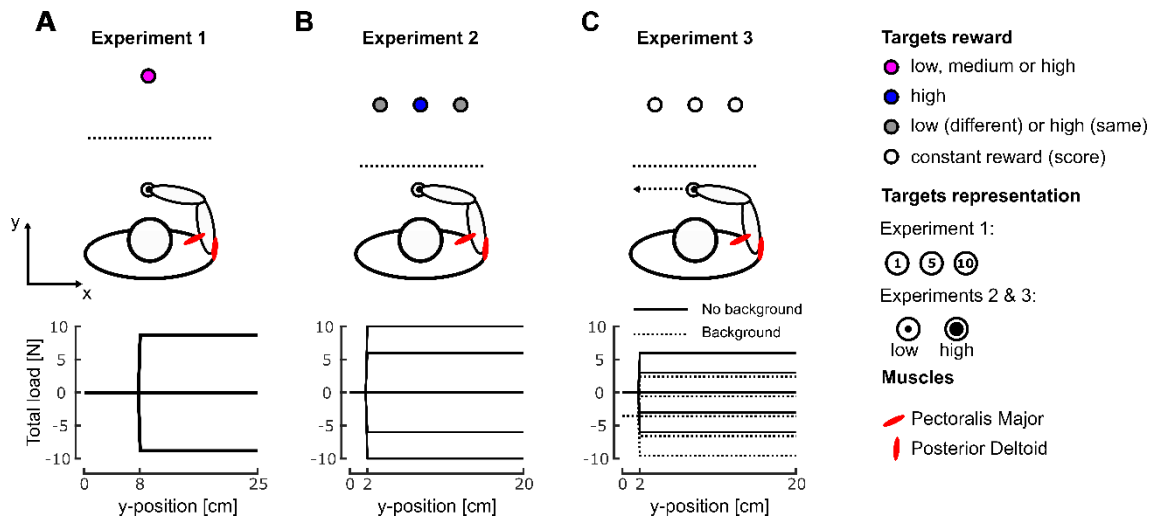 A
Experiment 1
B
Experiment 2
C
Experiment 3
Targets reward
low, medium or high
high
low (different) or high (same)
constant reward (score)
Targets representation
Experiment 1:
1 5 10
Experiments 2 & 3:
low high
Muscles
Pectoralis Major
Posterior Deltoid
y
x
Total load [N]
10
5
0
-5
-10
0 8 25
y-position [cm]
10
5
0
-5
-10
0 2 20
y-position [cm]
No background
Background
10
5
0
-5
-10
0 2 20
y-position [cm]